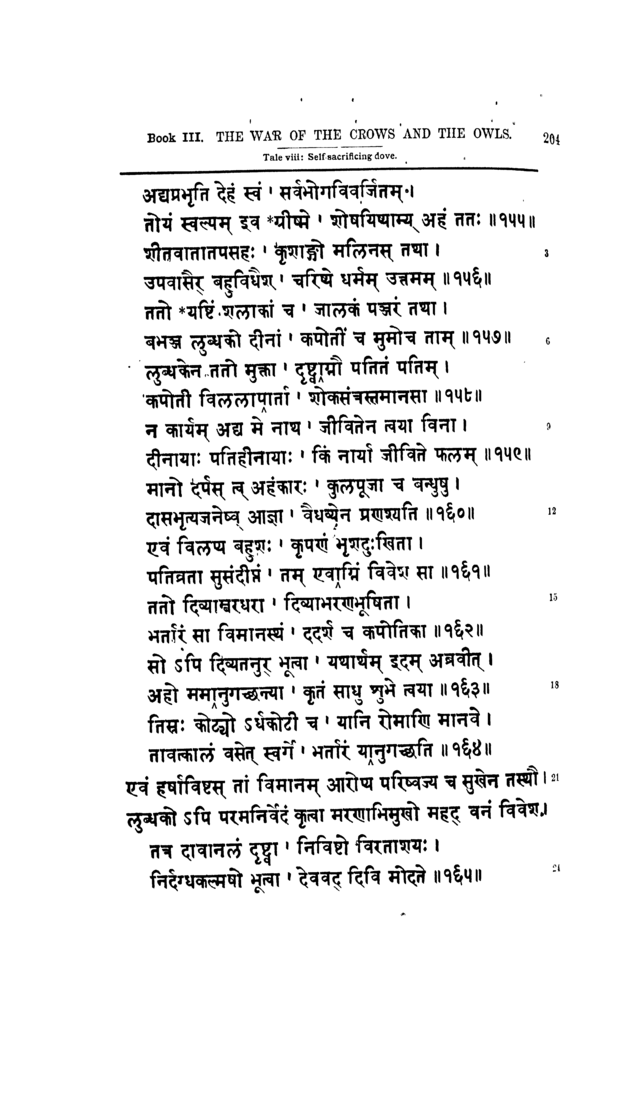 Book III. THE WAR OF THE CROWS AND THE OWLS. 204
Tale viii: Self-sacrificing dove.
अद्यप्रभृति देहं स्वं ' सर्वभोगविवर्जितम् ।
तोयं स्वल्पम् इव *ग्रीष्मे ' शोषयिष्याम्य् अहं ततः ॥१५५॥
शीतवातातपसहः ' कृशाङ्गो मलिनस् तथा । 3
उपवासैर् बहुविधैश् ' चरिष्ये धर्मम् उत्तमम् ॥१५६॥
ततो *यष्टिं शलाकां च ' जालकं पञ्जरं तथा ।
बभञ्ज लुब्धको दीनां ' कपोतीं च मुमोच ताम् ॥१५७॥ 6
लुब्धकेन ततो मुक्ता ' दृष्ट्वाग्नौ पतितं पतिम् ।
कपोती विललापार्ता ' शोकसंत्रस्तमानसा ॥१५८॥
न कार्यम् अद्य मे नाथ ' जीवितेन त्वया विना । 9
दीनायाः पतिहीनायाः ' किं नार्या जीविते फलम् ॥१५९॥
मानो दर्पस् त्व् अहंकारः ' कुलपूजा च बन्धुषु ।
दासभृत्यजनेष्व् आज्ञा ' वैधव्येन प्रणश्यति ॥१६०॥ 12
एवं विलप्य बहुशः ' कृपणं भृशदुःखिता ।
पतिव्रता सुसंदीप्तं ' तम् एवाग्निं विवेश सा ॥१६१॥
ततो दिव्याम्बरधरा ' दिव्याभरणभूषिता । 15
भर्तारं सा विमानस्थं ' ददर्श च कपोतिका ॥१६२॥
सो ऽपि दिव्यतनुर् भूत्वा ' यथार्थम् इदम् अब्रवीत् ।
अहो ममानुगच्छन्त्या ' कृतं साधु शुभे त्वया ॥१६३॥ 18
तिस्रः कोट्यो ऽर्धकोटी च ' यानि रोमाणि मानवे ।
तावत्कालं वसेत् स्वर्गे ' भर्तारं यानुगच्छति ॥१६४॥
एवं हर्षाविष्टस् तां विमानम् आरोप्य परिष्वज्य च सुखेन तस्थौ । 21
लुब्धको ऽपि परमनिर्वेदं कृत्वा मरणाभिमुखो महद् वनं विवेश ।
तत्र दावानलं दृष्ट्वा ' निविष्टो विरताशयः ।
निर्दग्धकल्मषो भूत्वा ' देववद् दिवि मोदते ॥१६५॥ 24